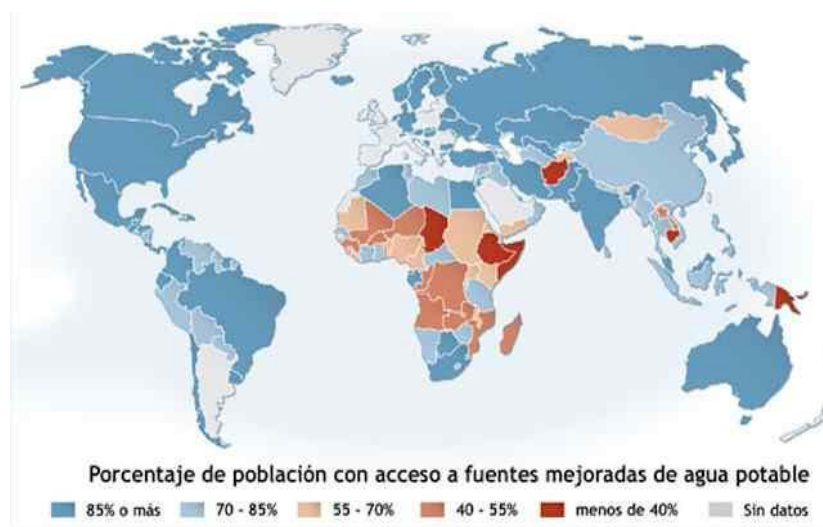 Porcentaje de población con acceso a fuentes mejoradas de agua potable
85% o más 70 - 85% 55 - 70% 40 - 55% menos de 40% Sin datos